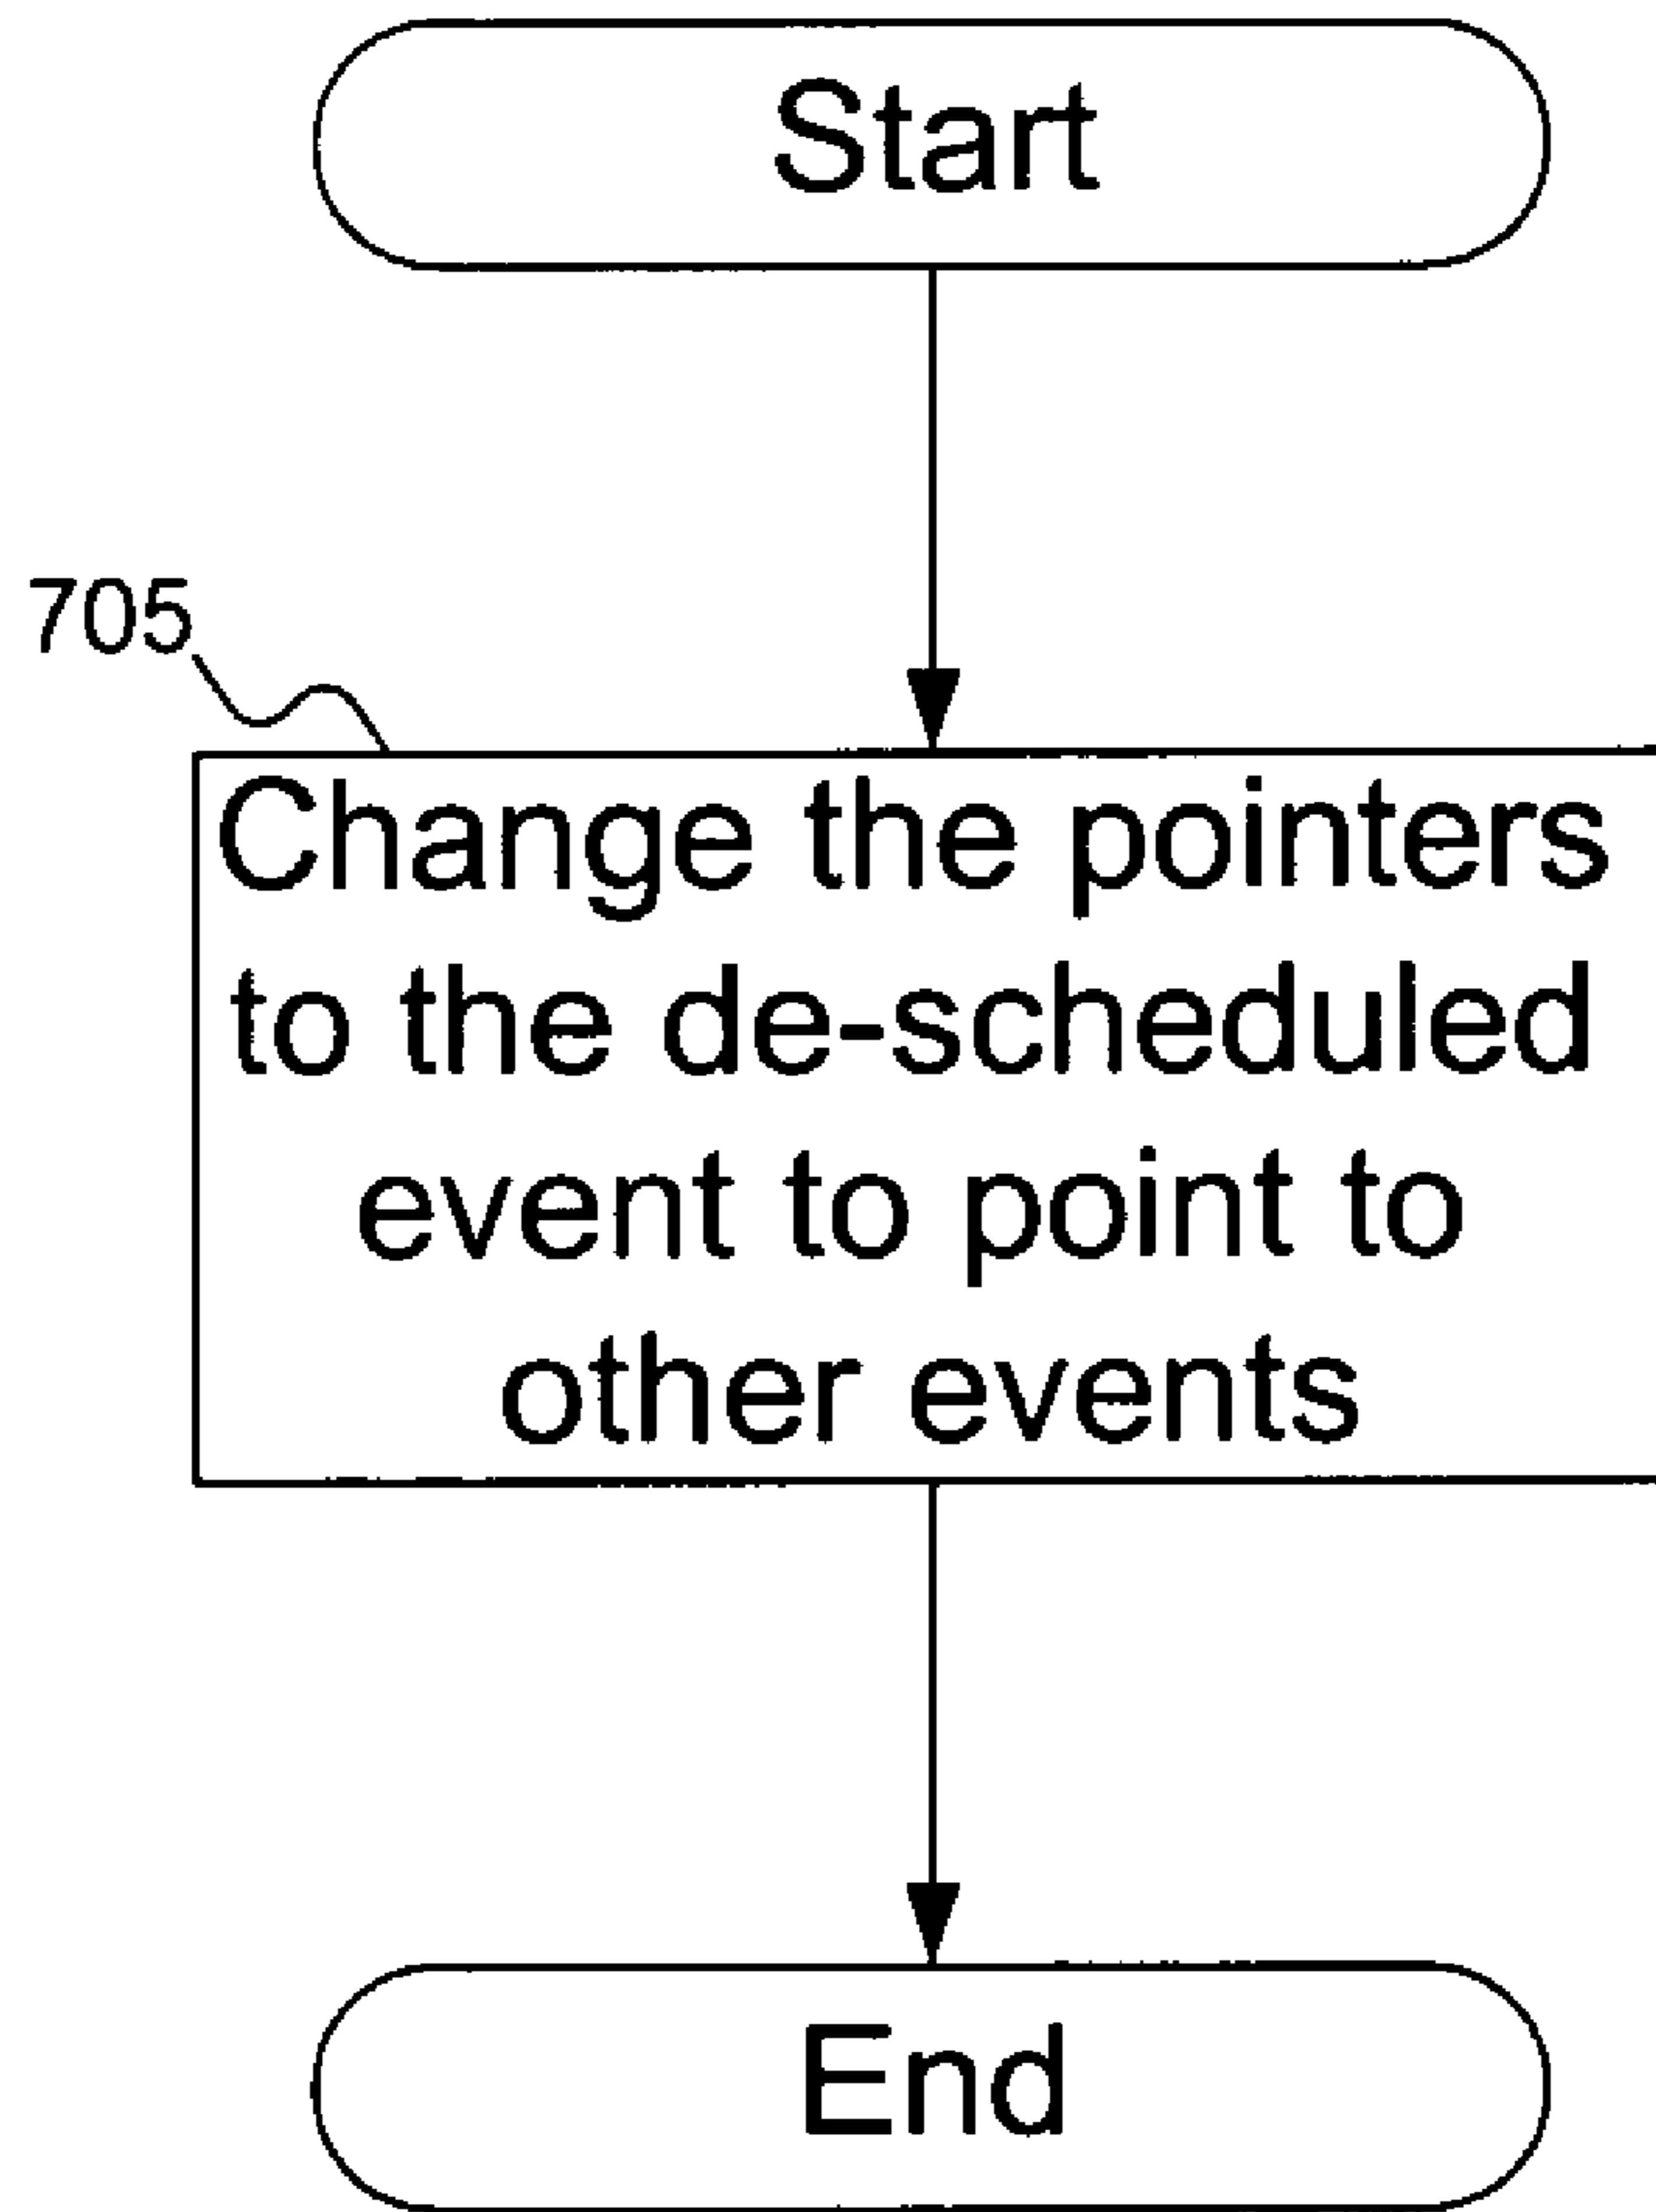 Start
705
Change the pointers
to the de-scheduled
event to point to
other events
End